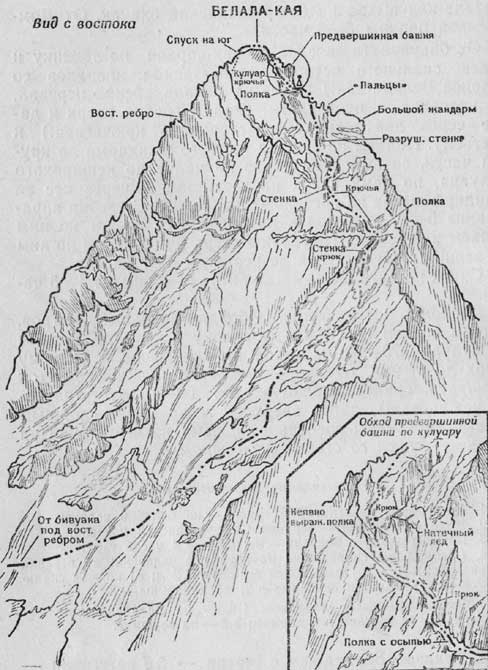 БЕЛАЛА-КАЯ
Вид с востока
Спуск на юг
Предвершинная башня
Кулуар
крючья
Полка
„Пальцы“
Большой жандарм
Вост. ребро
Разруш. стенка
Крючья
Стенка
Полка
Стенка
крюк
От бивуака
под вост.
ребром
Обход предвершинной
башни по кулуару
Крюк
Неявно
выраж. полка
Натечный
лед
Крюк
Полка с осыпью